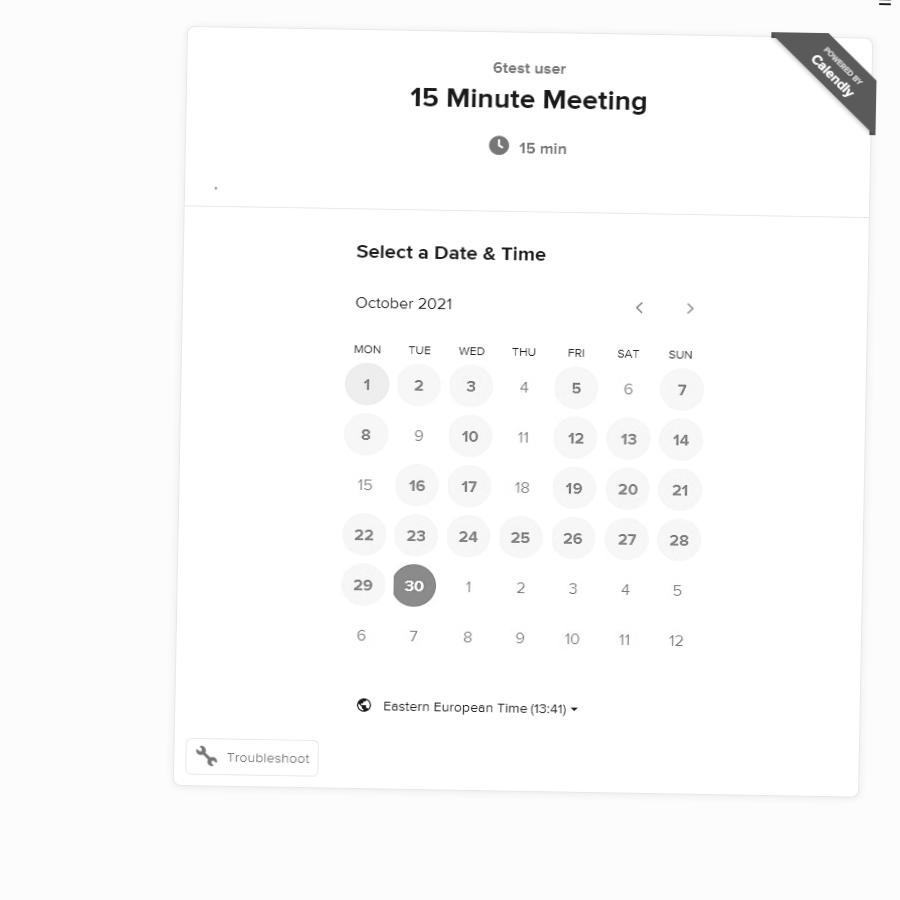 POWERED BY
Calendly
6test user
15 Minute Meeting
15 min
Select a Date & Time
October 2021
MON TUE WED THU FRI SAT SUN
1 2 3 4 5 6 7
8 9 10 11 12 13 14
15 16 17 18 19 20 21
22 23 24 25 26 27 28
29 30 1 2 3 4 5
6 7 8 9 10 11 12
Eastern European Time (13:41)
Troubleshoot